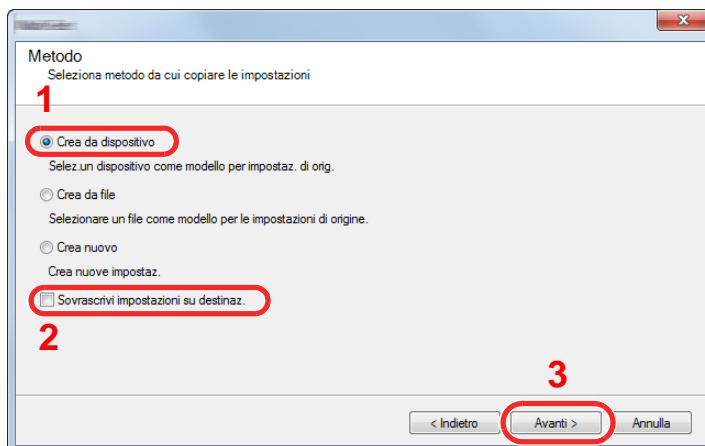 Metodo
Seleziona metodo da cui copiare le impostazioni
1
Crea da dispositivo
Selez.un dispositivo come modello per impostaz. di orig.
Crea da file
Selezionare un file come modello per le impostazioni di origine.
Crea nuovo
Crea nuove impostaz.
Sovrascrivi impostazioni su destinaz.
2
3
< Indietro Avanti > Annulla